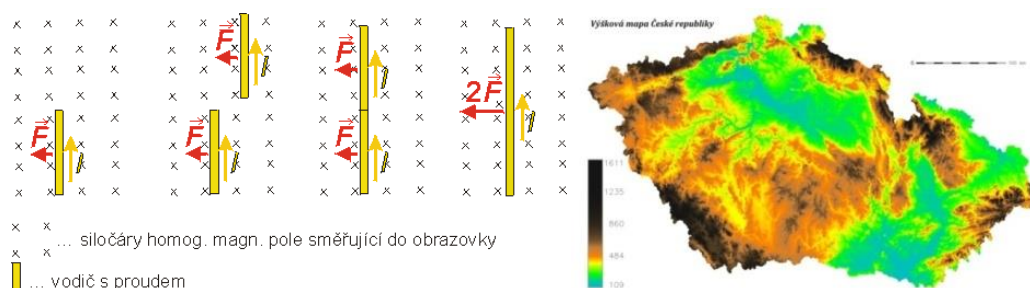 F
F
F
F
F
2F
I
I
I
I
I
I
... siločáry homog. magn. pole směřující do obrazovky
... vodič s proudem
Výšková mapa České republiky
1611
1235
860
484
109